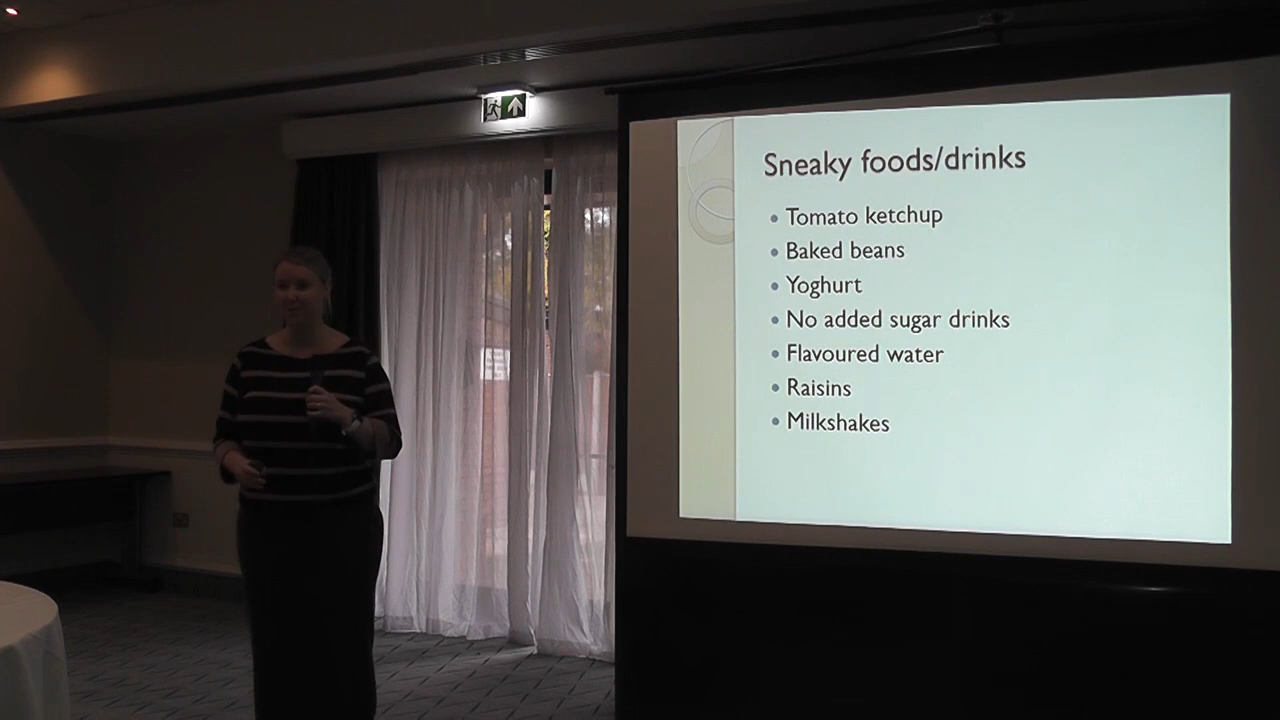 Sneaky foods/drinks
Tomato ketchup
Baked beans
Yoghurt
No added sugar drinks
Flavoured water
Raisins
Milkshakes